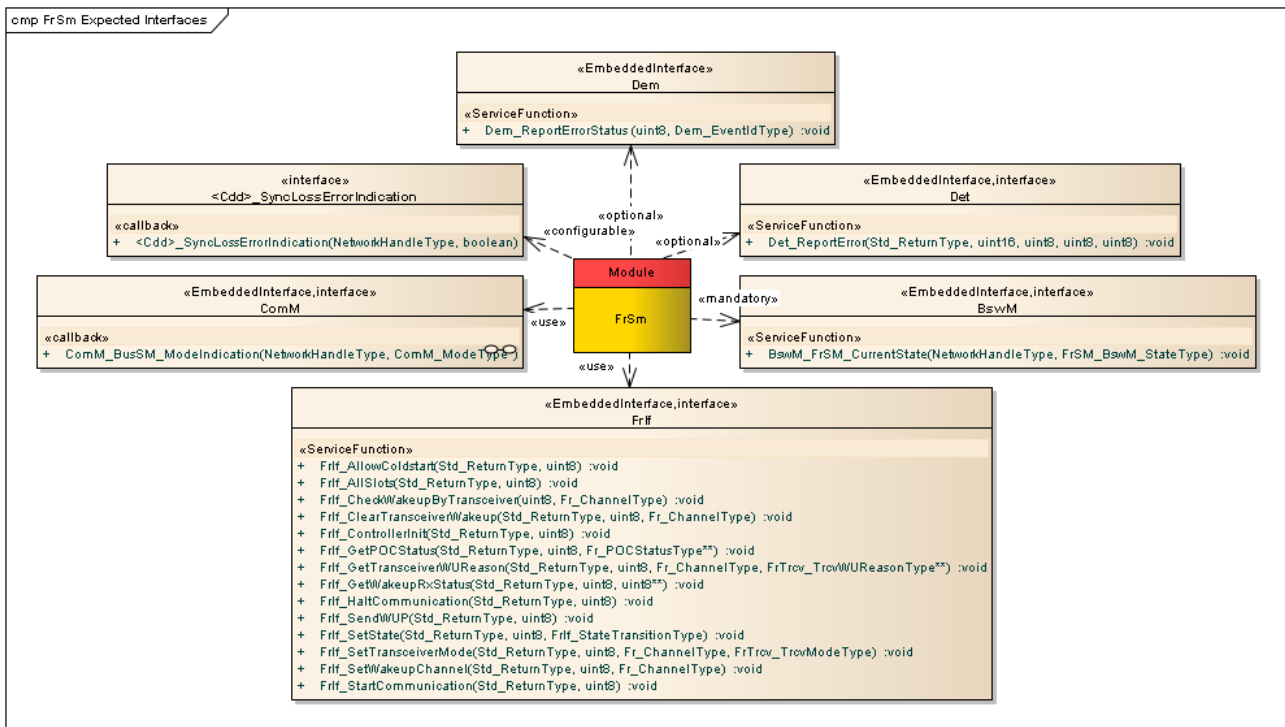 cmp FrSm Expected Interfaces
«EmbeddedInterface»
Dem
«ServiceFunction»
+ Dem_ReportErrorStatus(uint8, Dem_EventIdType) :void
«interface»
<Cdd>_SyncLossErrorIndication
«callback»
+ <Cdd>_SyncLossErrorIndication(NetworkHandleType, boolean)
«EmbeddedInterface,interface»
Det
«ServiceFunction»
+ Det_ReportError(Std_ReturnType, uint16, uint8, uint8, uint8) :void
«optional»
«configurable»
«optional»
Module
FrSm
«mandatory»
«use»
«use»
«EmbeddedInterface,interface»
ComM
«callback»
+ ComM_BusSM_ModeIndication(NetworkHandleType, ComM_ModeType )
«EmbeddedInterface,interface»
BswM
«ServiceFunction»
+ BswM_FrSM_CurrentState(NetworkHandleType, FrSM_BswM_StateType) :void
«EmbeddedInterface,interface»
FrIf
«ServiceFunction»
+ FrIf_AllowColdstart(Std_ReturnType, uint8) :void
+ FrIf_AllSlots(Std_ReturnType, uint8) :void
+ FrIf_CheckWakeupByTransceiver(uint8, Fr_ChannelType) :void
+ FrIf_ClearTransceiverWakeup(Std_ReturnType, uint8, Fr_ChannelType) :void
+ FrIf_ControllerInit(Std_ReturnType, uint8) :void
+ FrIf_GetPOCStatus(Std_ReturnType, uint8, Fr_POCStatusType**) :void
+ FrIf_GetTransceiverWUReason(Std_ReturnType, uint8, Fr_ChannelType, FrTrcv_TrcvWUReasonType**) :void
+ FrIf_GetWakeupRxStatus(Std_ReturnType, uint8, uint8**) :void
+ FrIf_HaltCommunication(Std_ReturnType, uint8) :void
+ FrIf_SendWUP(Std_ReturnType, uint8) :void
+ FrIf_SetState(Std_ReturnType, uint8, FrIf_StateTransitionType) :void
+ FrIf_SetTransceiverMode(Std_ReturnType, uint8, Fr_ChannelType, FrTrcv_TrcvModeType) :void
+ FrIf_SetWakeupChannel(Std_ReturnType, uint8, Fr_ChannelType) :void
+ FrIf_StartCommunication(Std_ReturnType, uint8) :void